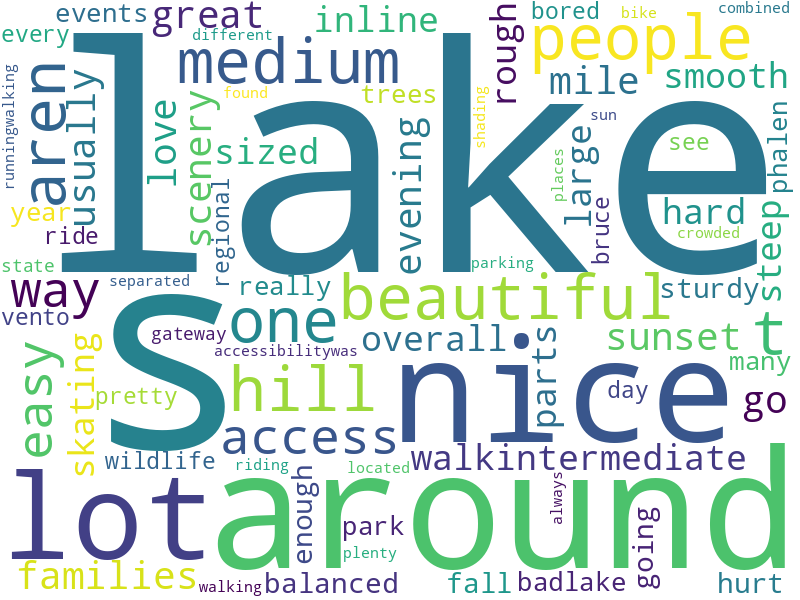 events
great
inline
bored
bike
combined
every
different
medium
rough
people
runningwalking
aren
usually
lake
love
scenery
found
trees
mile
smooth
shading
sun
sized
evening
large
see
places
phalen
year
ride
regional
bruce
hard
crowded
steep
state
separated
parking
way
really
beautiful
sturdy
vento
s
one
gateway
accessibilitywas
overall
parts
sunset
t
many
easy
skating
pretty
hill
nice
day
go
access
wildlife
riding
located
walkintermediate
lot
around
enough
park
plenty
always
going
families
walking
balanced
fall
badlake
hurt